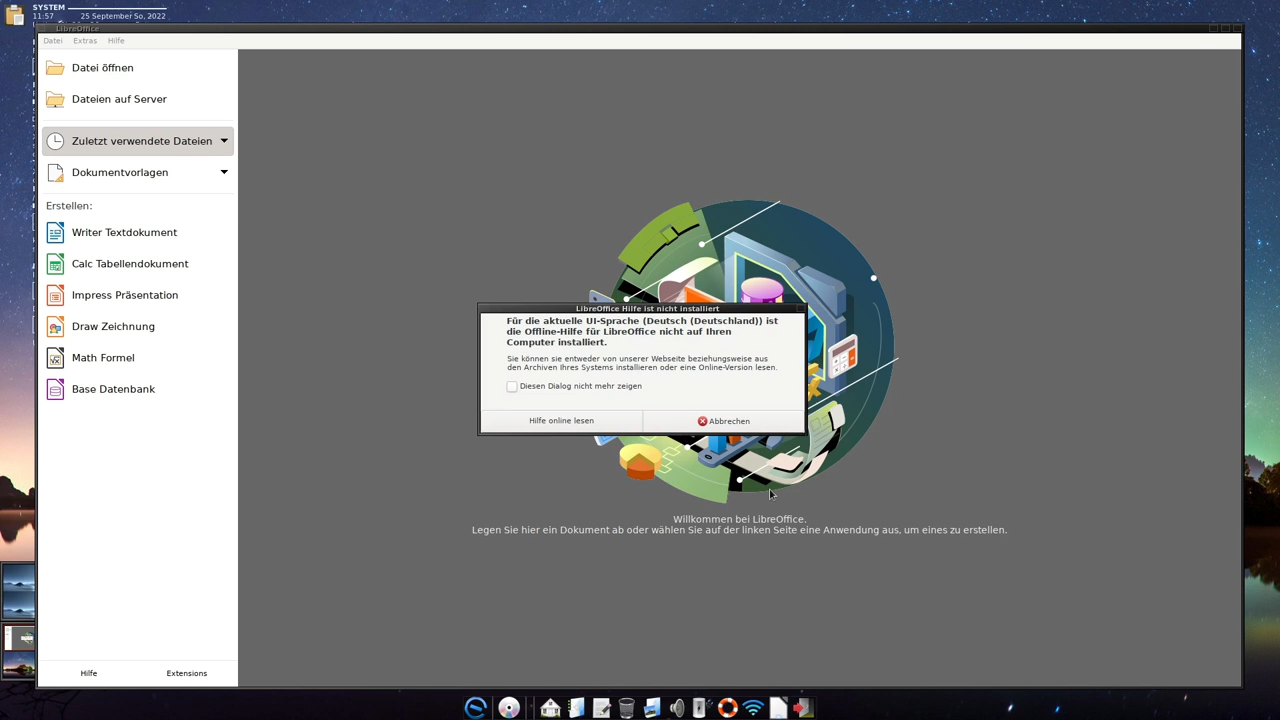 SYSTEM
11:57 25 September So, 2022
LibreOffice
Datei Extras Hilfe
Datei öffnen
Dateien auf Server
Zuletzt verwendete Dateien
Dokumentvorlagen
Erstellen:
Writer Textdokument
Calc Tabellendokument
Impress Präsentation
Draw Zeichnung
Math Formel
Base Datenbank
Hilfe Extensions
LibreOffice Hilfe ist nicht installiert
Für die aktuelle UI-Sprache (Deutsch (Deutschland)) ist
die Offline-Hilfe für LibreOffice nicht auf Ihren
Computer installiert.
Sie können sie entweder von unserer Webseite beziehungsweise aus
den Archiven Ihres Systems installieren oder eine Online-Version lesen.
Diesen Dialog nicht mehr zeigen
Hilfe online lesen Abbrechen
Willkommen bei LibreOffice.
Legen Sie hier ein Dokument ab oder wählen Sie auf der linken Seite eine Anwendung aus, um eines zu erstellen.